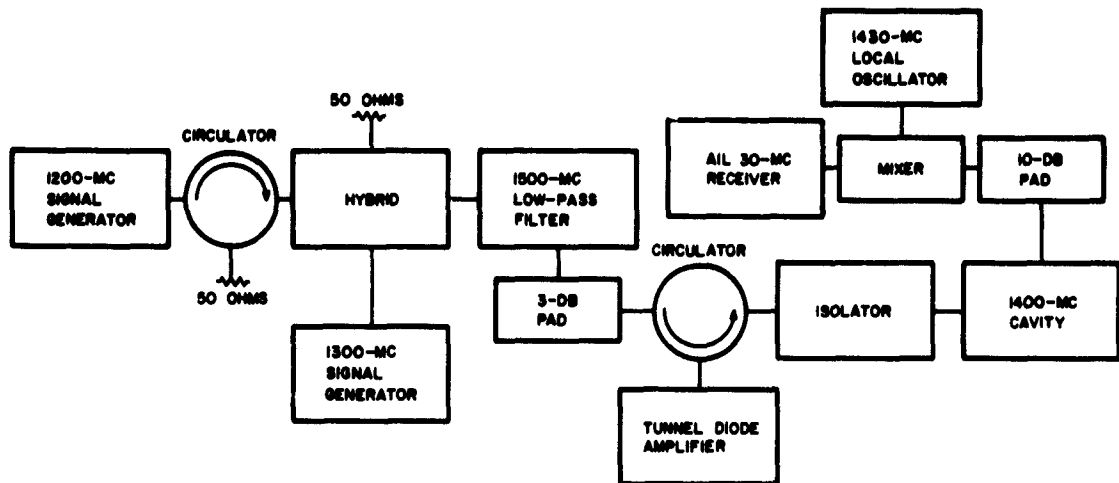 1200-MC
SIGNAL
GENERATOR
CIRCULATOR
50 OHMS
50 OHMS
HYBRID
1300-MC
SIGNAL
GENERATOR
1500-MC
LOW-PASS
FILTER
3-DB
PAD
CIRCULATOR
TUNNEL DIODE
AMPLIFIER
ISOLATOR
1400-MC
CAVITY
10-DB
PAD
MIXER
1430-MC
LOCAL
OSCILLATOR
AIL 30-MC
RECEIVER